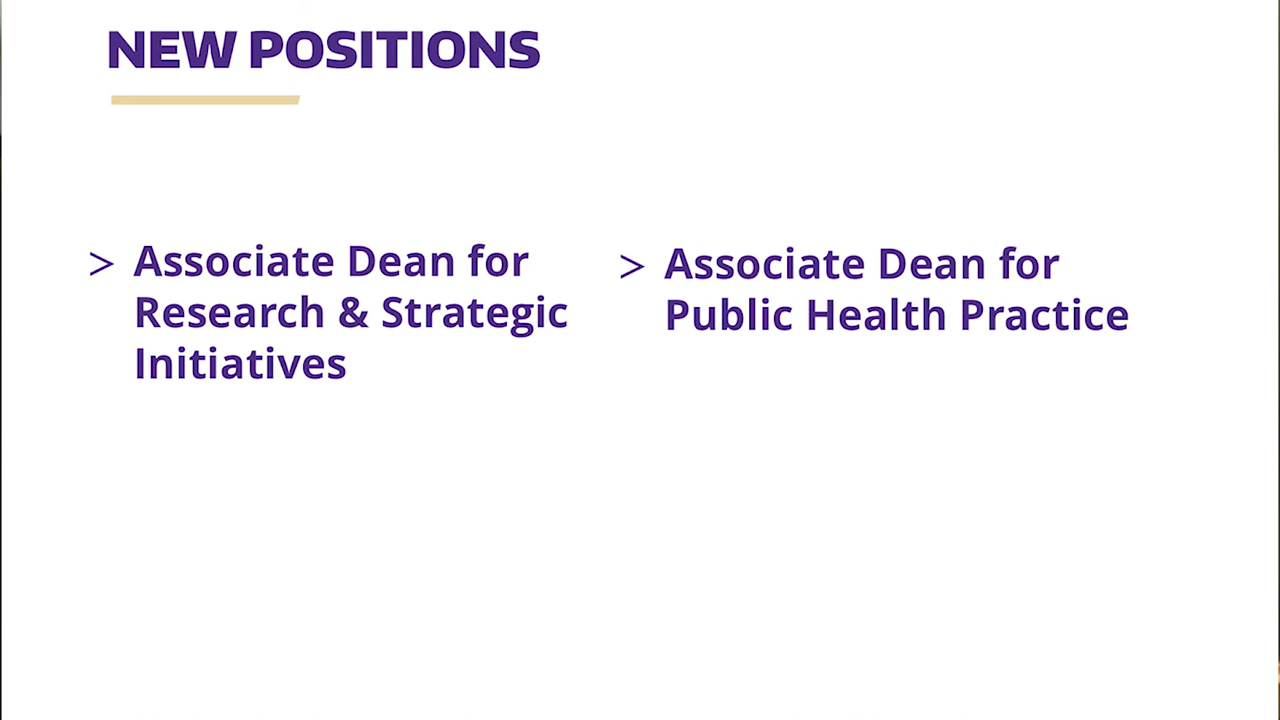 NEW POSITIONS
> Associate Dean for
Research & Strategic
Initiatives
> Associate Dean for
Public Health Practice